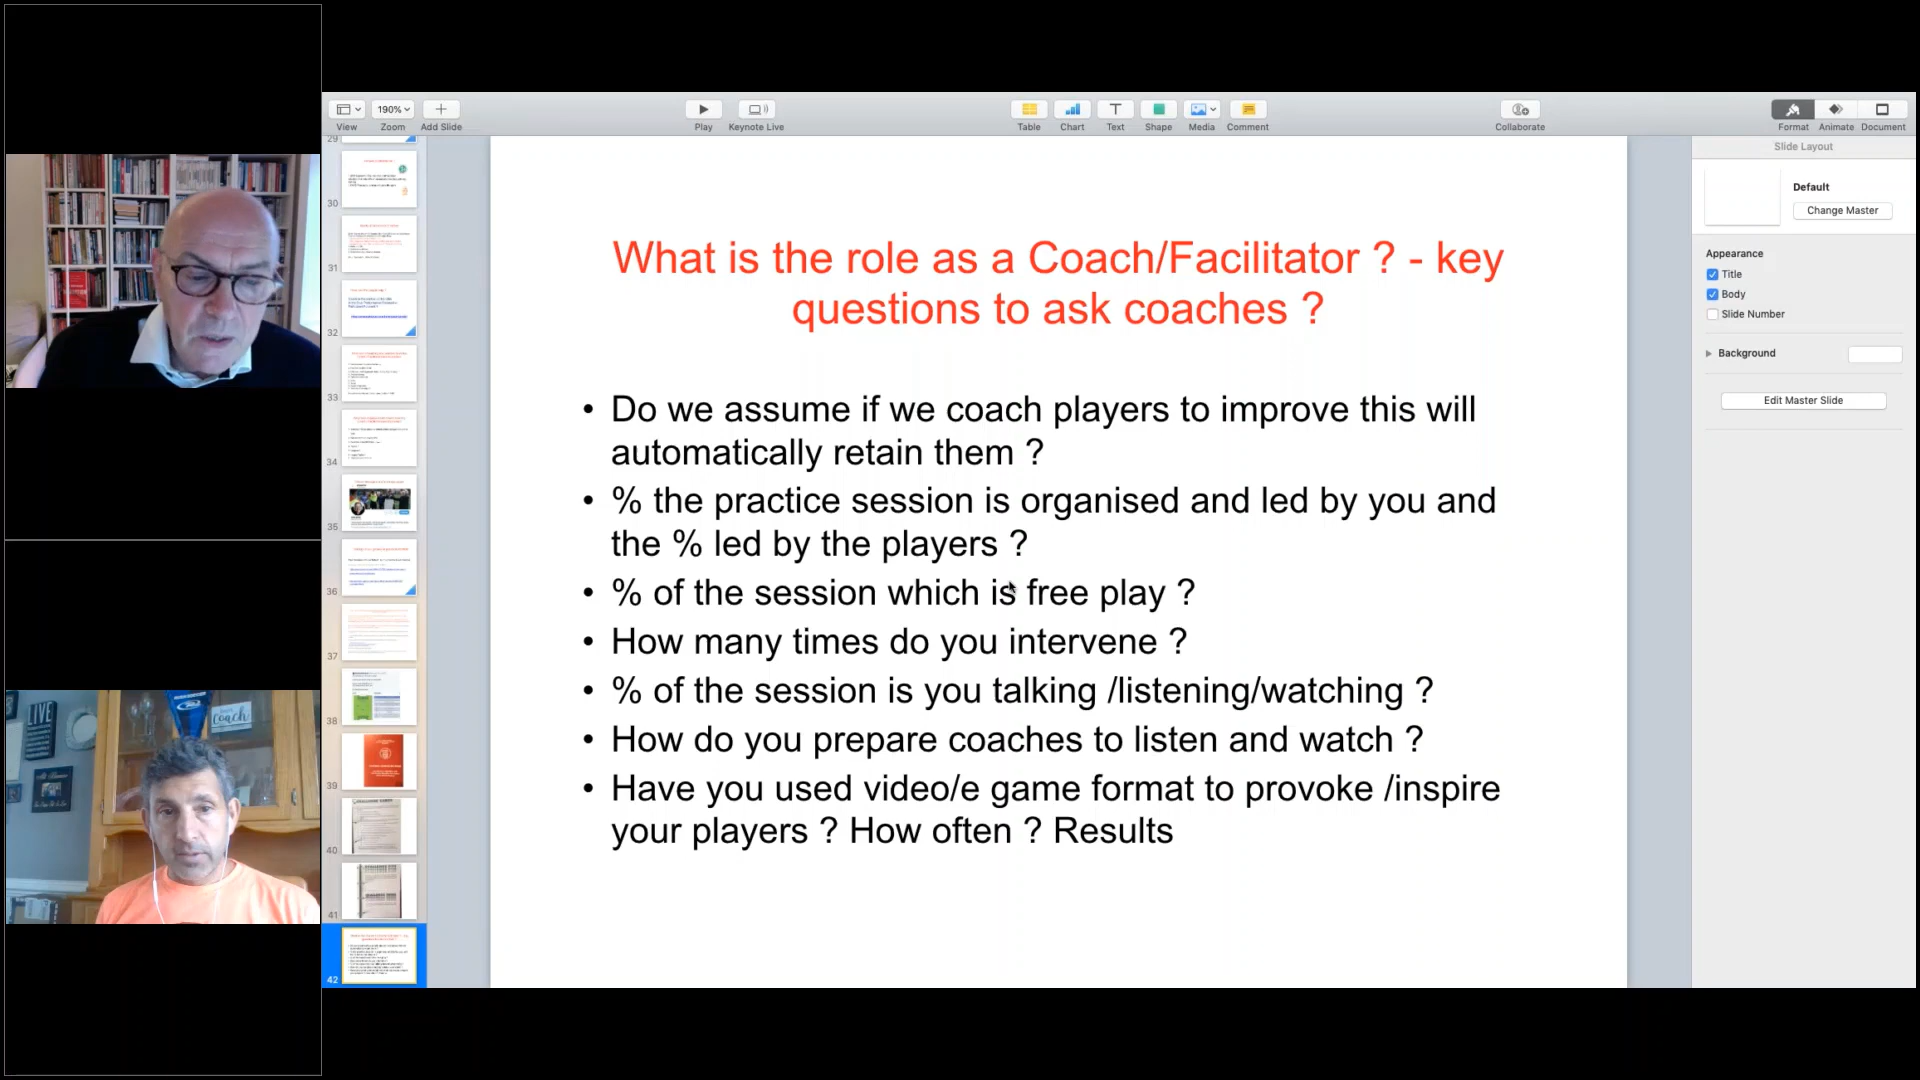 190%
View
Zoom
Add Slide
Play
Keynote Live
Table
Chart
Text
Shape
Media
Comment
Collaborate
Format
Animate
Document
Slide Layout
Default
Change Master
Appearance
Title
Body
Slide Number
Background
Edit Master Slide
29
30
31
32
33
34
35
36
37
38
39
40
41
42
What is the role as a Coach/Facilitator ? - key
questions to ask coaches ?
• Do we assume if we coach players to improve this will
automatically retain them ?
• % the practice session is organised and led by you and
the % led by the players ?
• % of the session which is free play ?
• How many times do you intervene ?
• % of the session is you talking /listening/watching ?
• How do you prepare coaches to listen and watch ?
• Have you used video/e game format to provoke /inspire
your players ? How often ? Results
LIVE
Coach